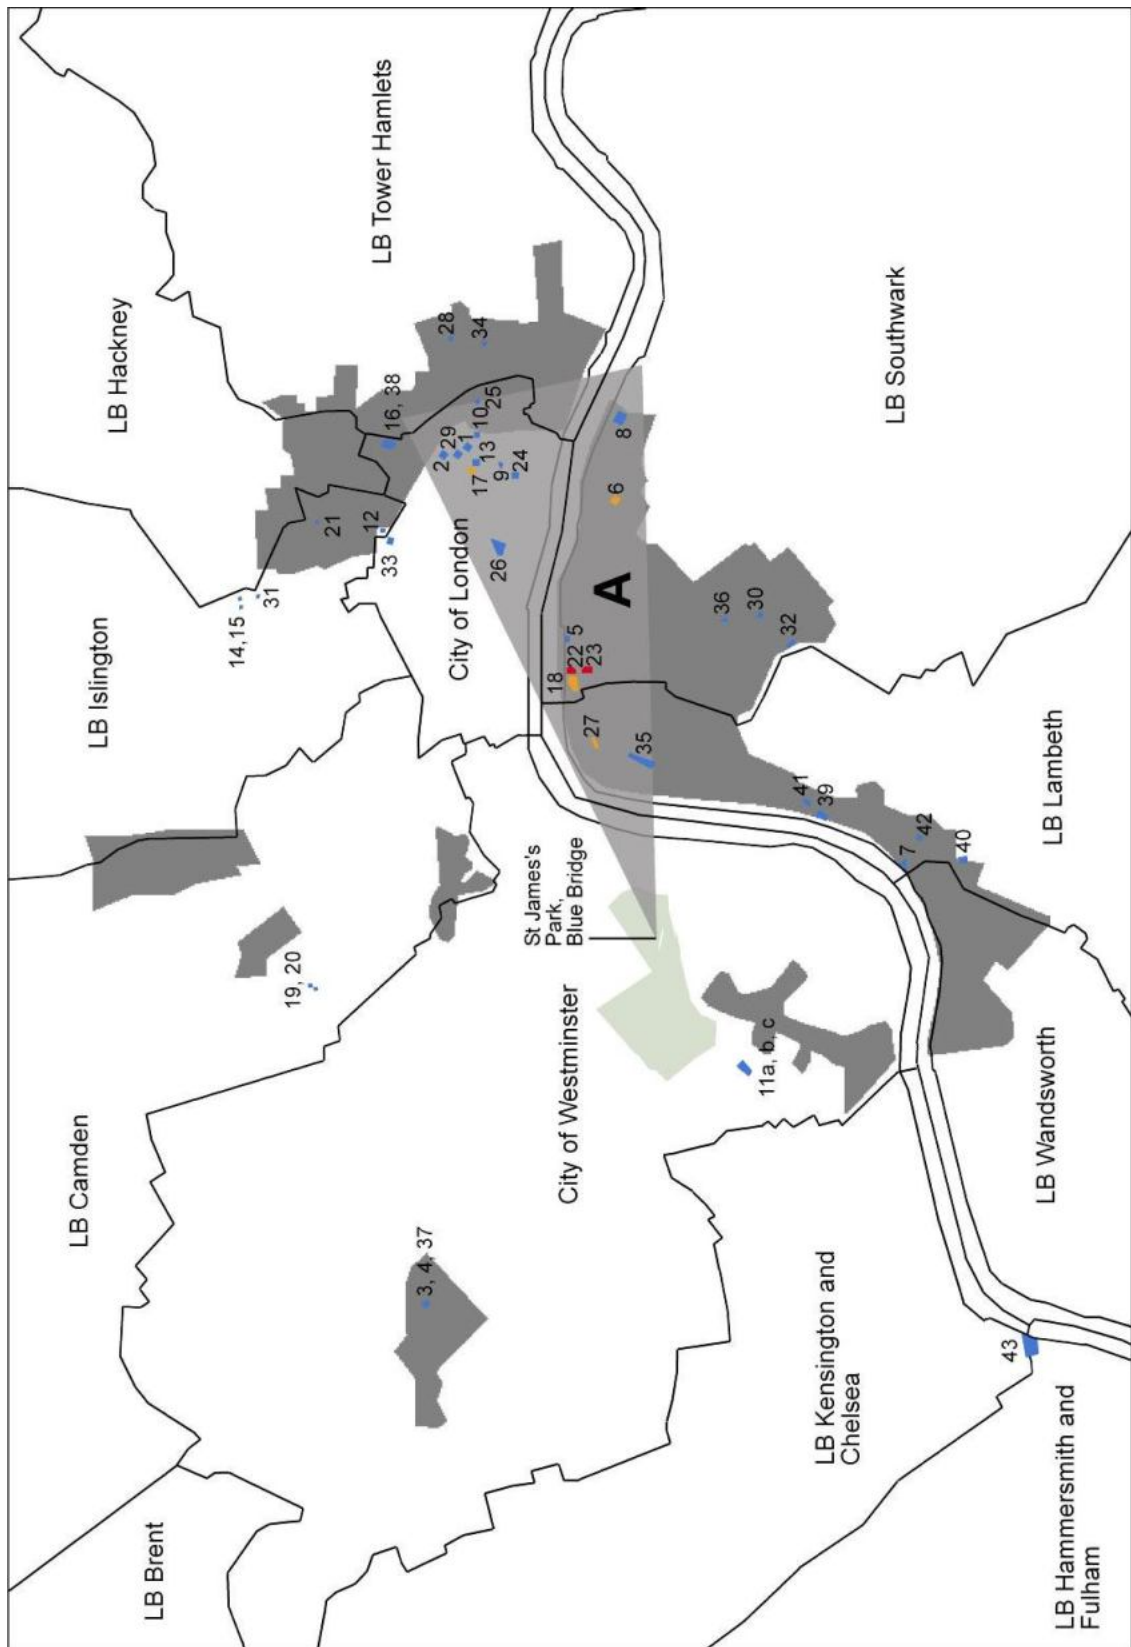 LB Brent
LB Camden
LB Islington
LB Hackney
LB Tower Hamlets
14,15
31
21
19, 20
12
33
16, 38
28
34
3, 4, 37
City of London
2
29
1
10
25
13
17
9
24
26
City of Westminster
St James's
Park,
Blue Bridge
18
22
5
23
27
35
A
6
8
11a, b, c
36
30
32
41
39
7
42
40
LB Southwark
LB Lambeth
LB Kensington and
Chelsea
LB Wandsworth
43
LB Hammersmith and
Fulham